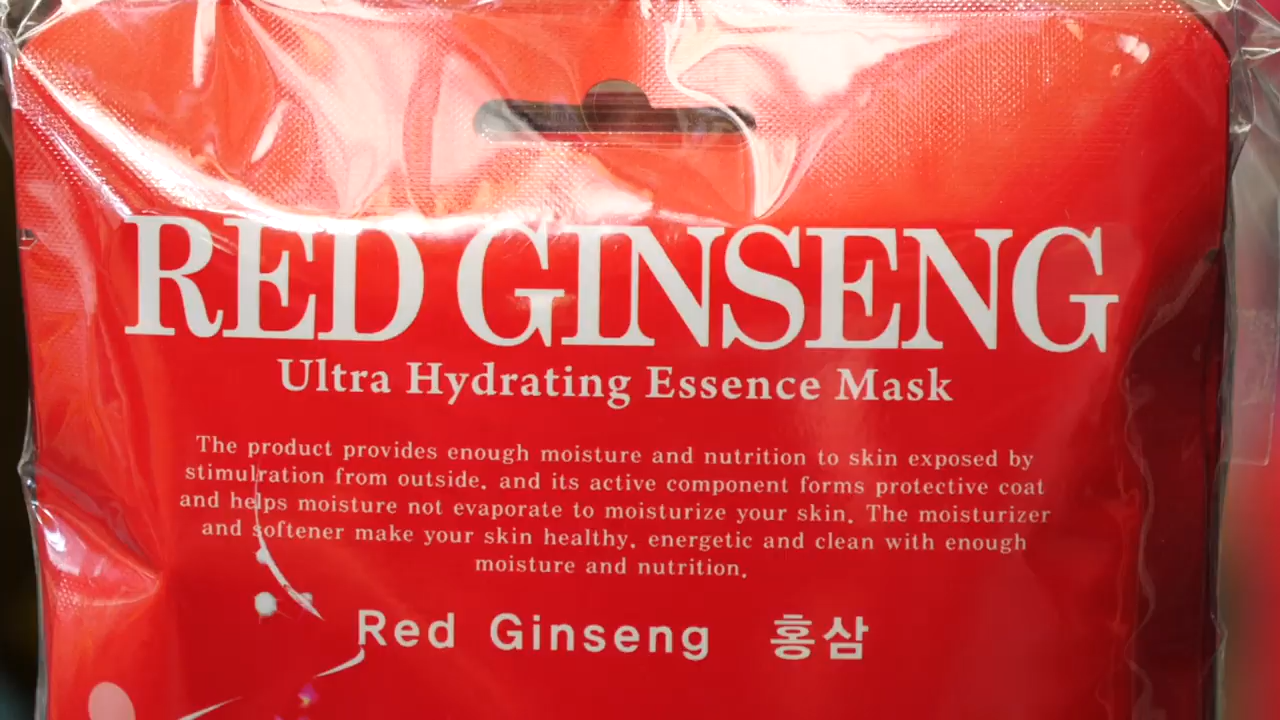 RED GINSENG
Ultra Hydrating Essence Mask
The product provides enough moisture and nutrition to skin exposed by
stimulration from outside. and its active component forms protective coat
and helps moisture not evaporate to moisturize your skin. The moisturizer
and softener make your skin healthy. energetic and clean with enough
moisture and nutrition.
Red Ginseng 홍삼